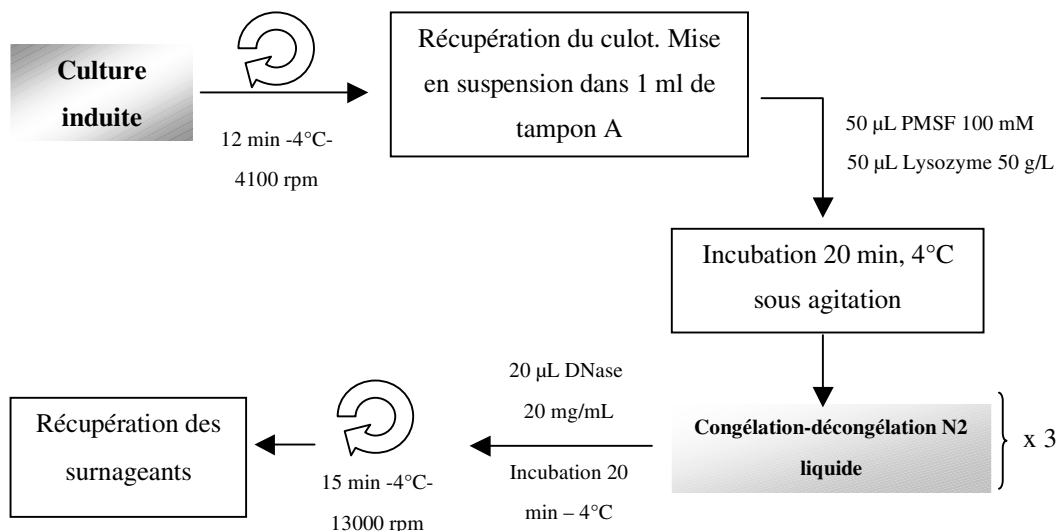 Culture
induite
12 min -4°C-
4100 rpm
Récupération du culot. Mise
en suspension dans 1 ml de
tampon A
50 µL PMSF 100 mM
50 µL Lysozyme 50 g/L
Incubation 20 min, 4°C
sous agitation
Congélation-décongélation N2
liquide
x 3
20 µL DNase
20 mg/mL
Incubation 20
min – 4°C
15 min -4°C-
13000 rpm
Récupération des
surnageants